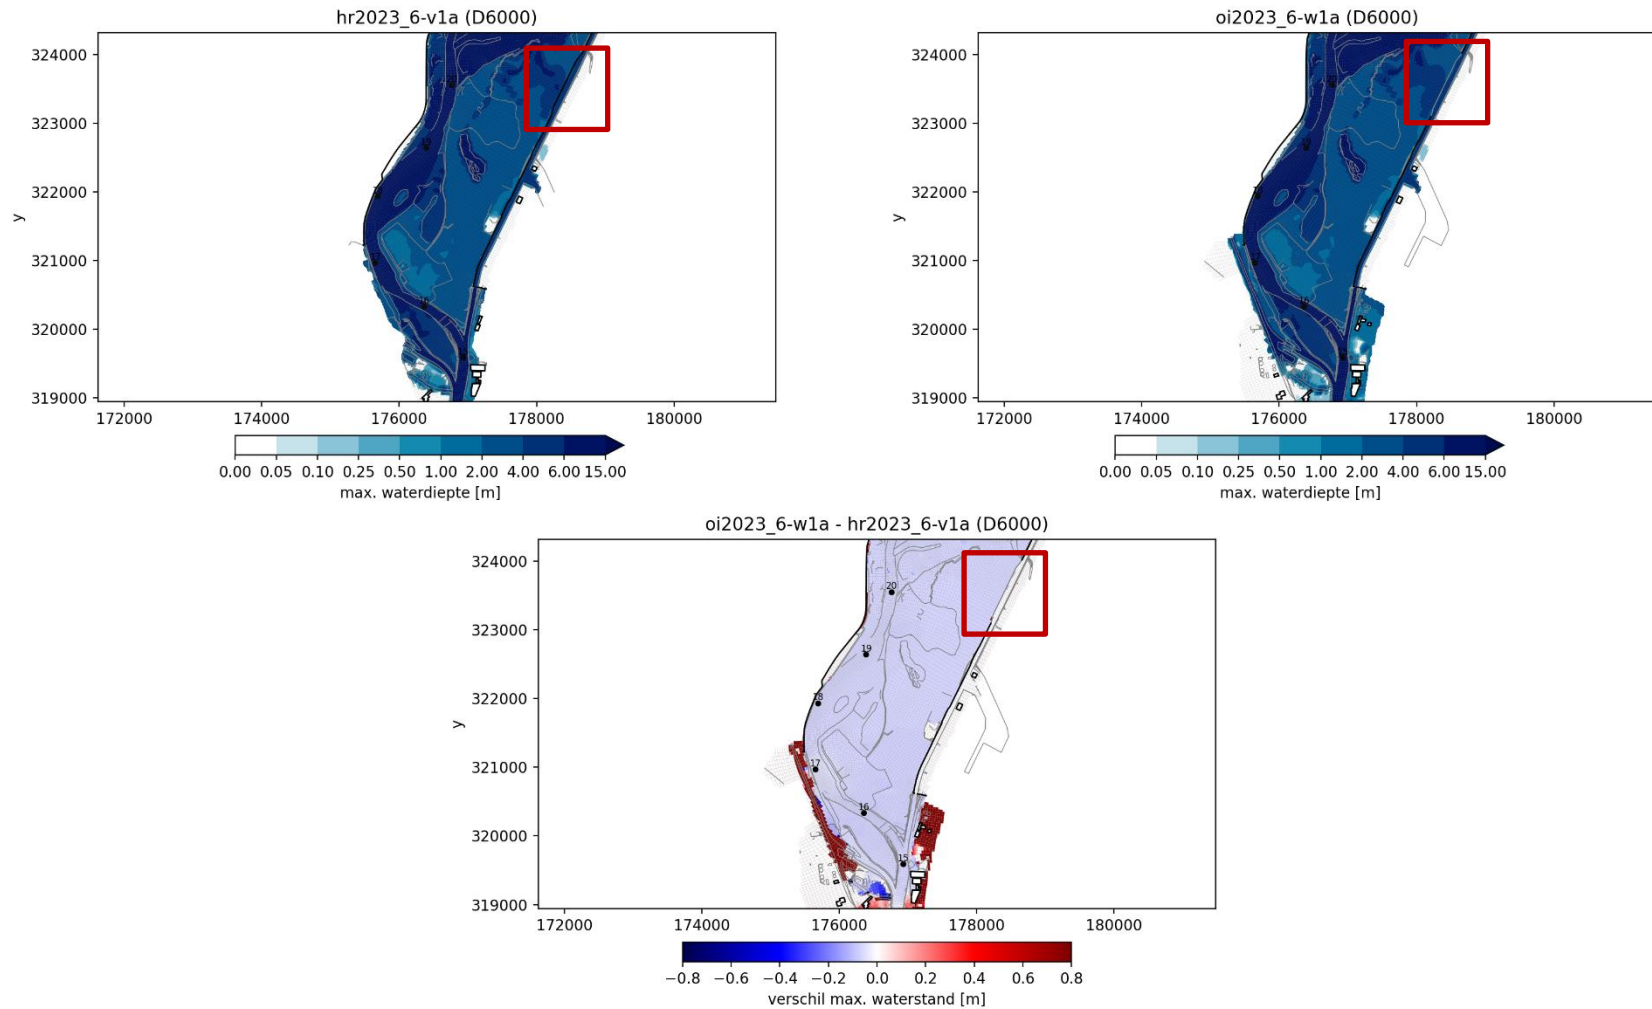 hr2023_6-v1a (D6000)
324000
323000
322000
321000
320000
319000
y
172000 174000 176000 178000 180000
0.00 0.05 0.10 0.25 0.50 1.00 2.00 4.00 6.00 15.00
max. waterdiepte [m]
oi2023_6-w1a (D6000)
324000
323000
322000
321000
320000
319000
y
172000 174000 176000 178000 180000
0.00 0.05 0.10 0.25 0.50 1.00 2.00 4.00 6.00 15.00
max. waterdiepte [m]
oi2023_6-w1a - hr2023_6-v1a (D6000)
324000
323000
322000
321000
320000
319000
y
20
19
18
17
16
15
172000 174000 176000 178000 180000
−0.8 −0.6 −0.4 −0.2 0.0 0.2 0.4 0.6 0.8
verschil max. waterstand [m]